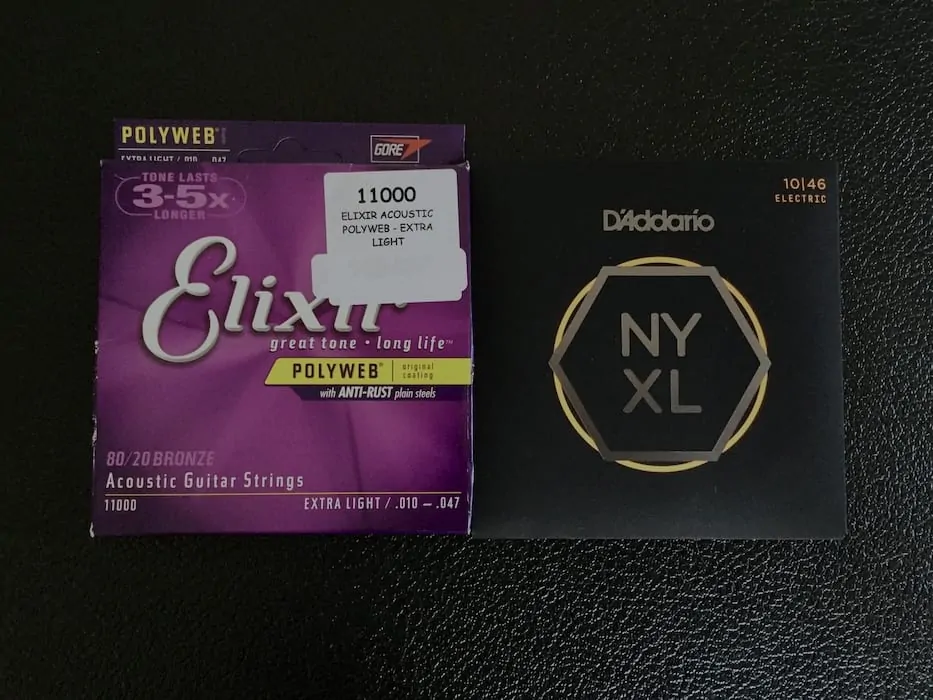 POLYWEB®
EXTRA LIGHT / .010 .047
GORE
TONE LASTS
3-5x
LONGER
11000
ELIXIR ACOUSTIC
POLYWEB - EXTRA
LIGHT
Elixir
great tone • long life™
POLYWEB® original
coating
with ANTI-RUST plain steels
80/20 BRONZE
Acoustic Guitar Strings
11000 EXTRA LIGHT / .010 – .047
10|46
ELECTRIC
D'Addario
NY
XL